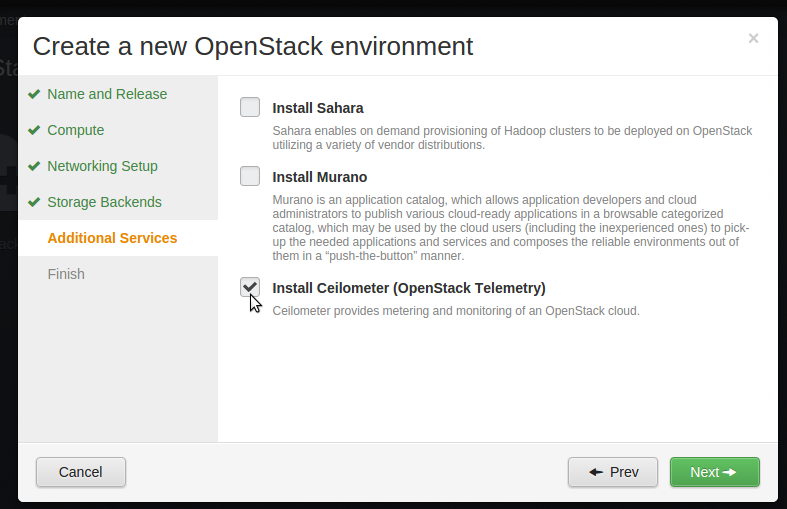 Create a new OpenStack environment
×
Name and Release
Compute
Networking Setup
Storage Backends
Additional Services
Finish
Install Sahara
Sahara enables on demand provisioning of Hadoop clusters to be deployed on OpenStack
utilizing a variety of vendor distributions.
Install Murano
Murano is an application catalog, which allows application developers and cloud
administrators to publish various cloud-ready applications in a browsable categorized
catalog, which may be used by the cloud users (including the inexperienced ones) to pick-
up the needed applications and services and composes the reliable environments out of
them in a “push-the-button” manner.
Install Ceilometer (OpenStack Telemetry)
Ceilometer provides metering and monitoring of an OpenStack cloud.
Cancel
Prev
Next